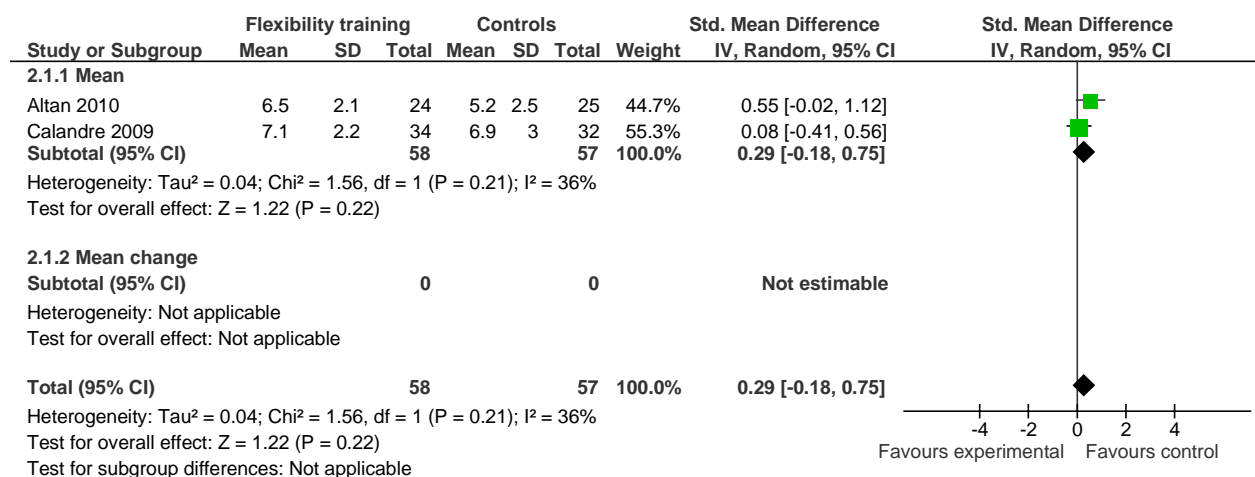 Flexibility training Controls Std. Mean Difference Std. Mean Difference
Study or Subgroup Mean SD Total Mean SD Total Weight IV, Random, 95% CI IV, Random, 95% CI
2.1.1 Mean
Altan 2010 6.5 2.1 24 5.2 2.5 25 44.7% 0.55 [-0.02, 1.12]
Calandre 2009 7.1 2.2 34 6.9 3 32 55.3% 0.08 [-0.41, 0.56]
Subtotal (95% CI) 58 57 100.0% 0.29 [-0.18, 0.75]
Heterogeneity: Tau² = 0.04; Chi² = 1.56, df = 1 (P = 0.21); I² = 36%
Test for overall effect: Z = 1.22 (P = 0.22)
2.1.2 Mean change
Subtotal (95% CI) 0 0 Not estimable
Heterogeneity: Not applicable
Test for overall effect: Not applicable
Total (95% CI) 58 57 100.0% 0.29 [-0.18, 0.75]
Heterogeneity: Tau² = 0.04; Chi² = 1.56, df = 1 (P = 0.21); I² = 36%
Test for overall effect: Z = 1.22 (P = 0.22)
Test for subgroup differences: Not applicable
-4 -2 0 2 4
Favours experimental Favours control